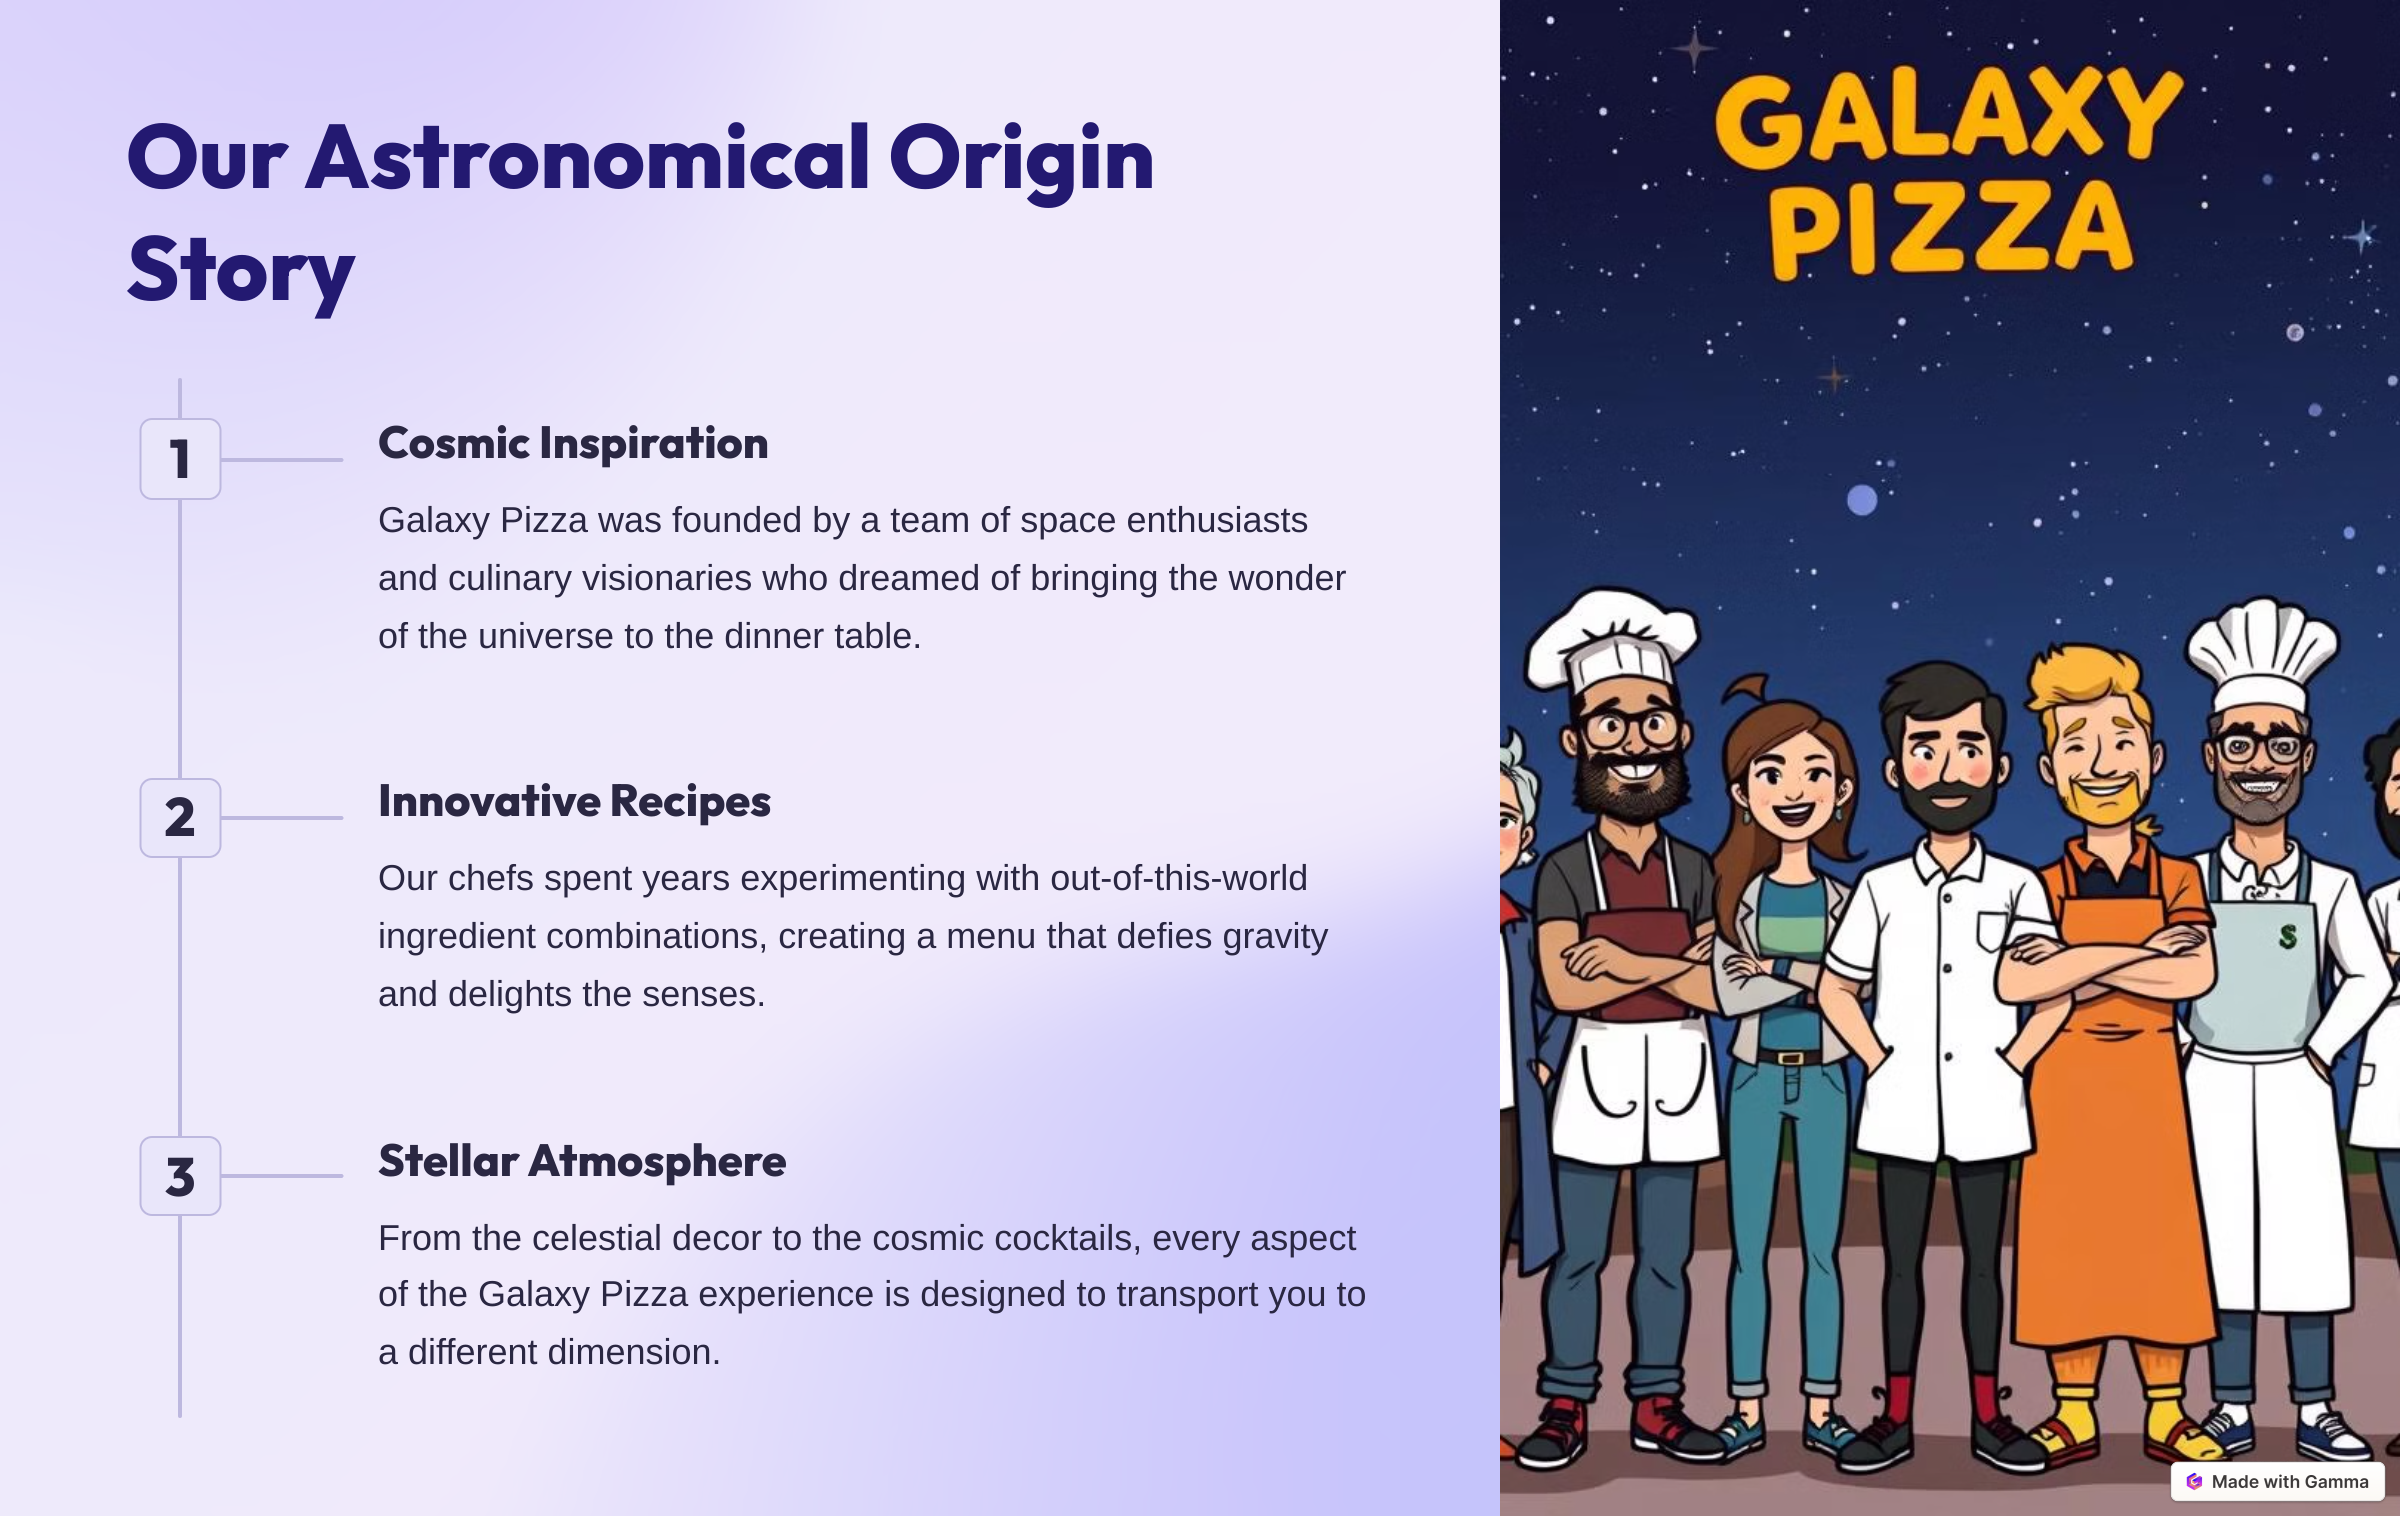 Our Astronomical Origin
Story
1
Cosmic Inspiration
Galaxy Pizza was founded by a team of space enthusiasts
and culinary visionaries who dreamed of bringing the wonder
of the universe to the dinner table.
2
Innovative Recipes
Our chefs spent years experimenting with out-of-this-world
ingredient combinations, creating a menu that defies gravity
and delights the senses.
3
Stellar Atmosphere
From the celestial decor to the cosmic cocktails, every aspect
of the Galaxy Pizza experience is designed to transport you to
a different dimension.
GALAXY
PIZZA
S
Made with Gamma